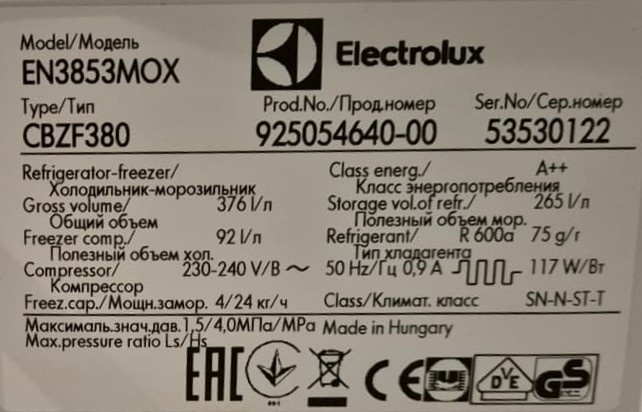 Model/Модель
EN3853MOX
Electrolux
Type/Тип
CBZF380
Prod.No./Прод.номер
925054640-00
Ser.No/Сер.номер
53530122
Refrigerator-freezer/
Холодильник-морозильник
Gross volume/ 376 l/л
Общий объем
Freezer comp./ 92 l/л
Полезный объем хол.
Compressor/ 230-240 V/В ~ 50 Hz/Гц 0,9 A 117 W/Вт
Компрессор
Freez.cap./Мощн.замор. 4/24 kг/ч
Class energ./ A++
Класс энергопотребления
Storage vol.of refr./ 265 l/л
Полезный объем мор.
Refrigerant/ R 600a 75 g/г
Тип хладагента
Class/Климат. класс SN-N-ST-T
Максималь.знач.дав. 1,5/4,0МПа/MPa Made in Hungary
Max.pressure ratio Ls/Hs
EAC CE DVE GS